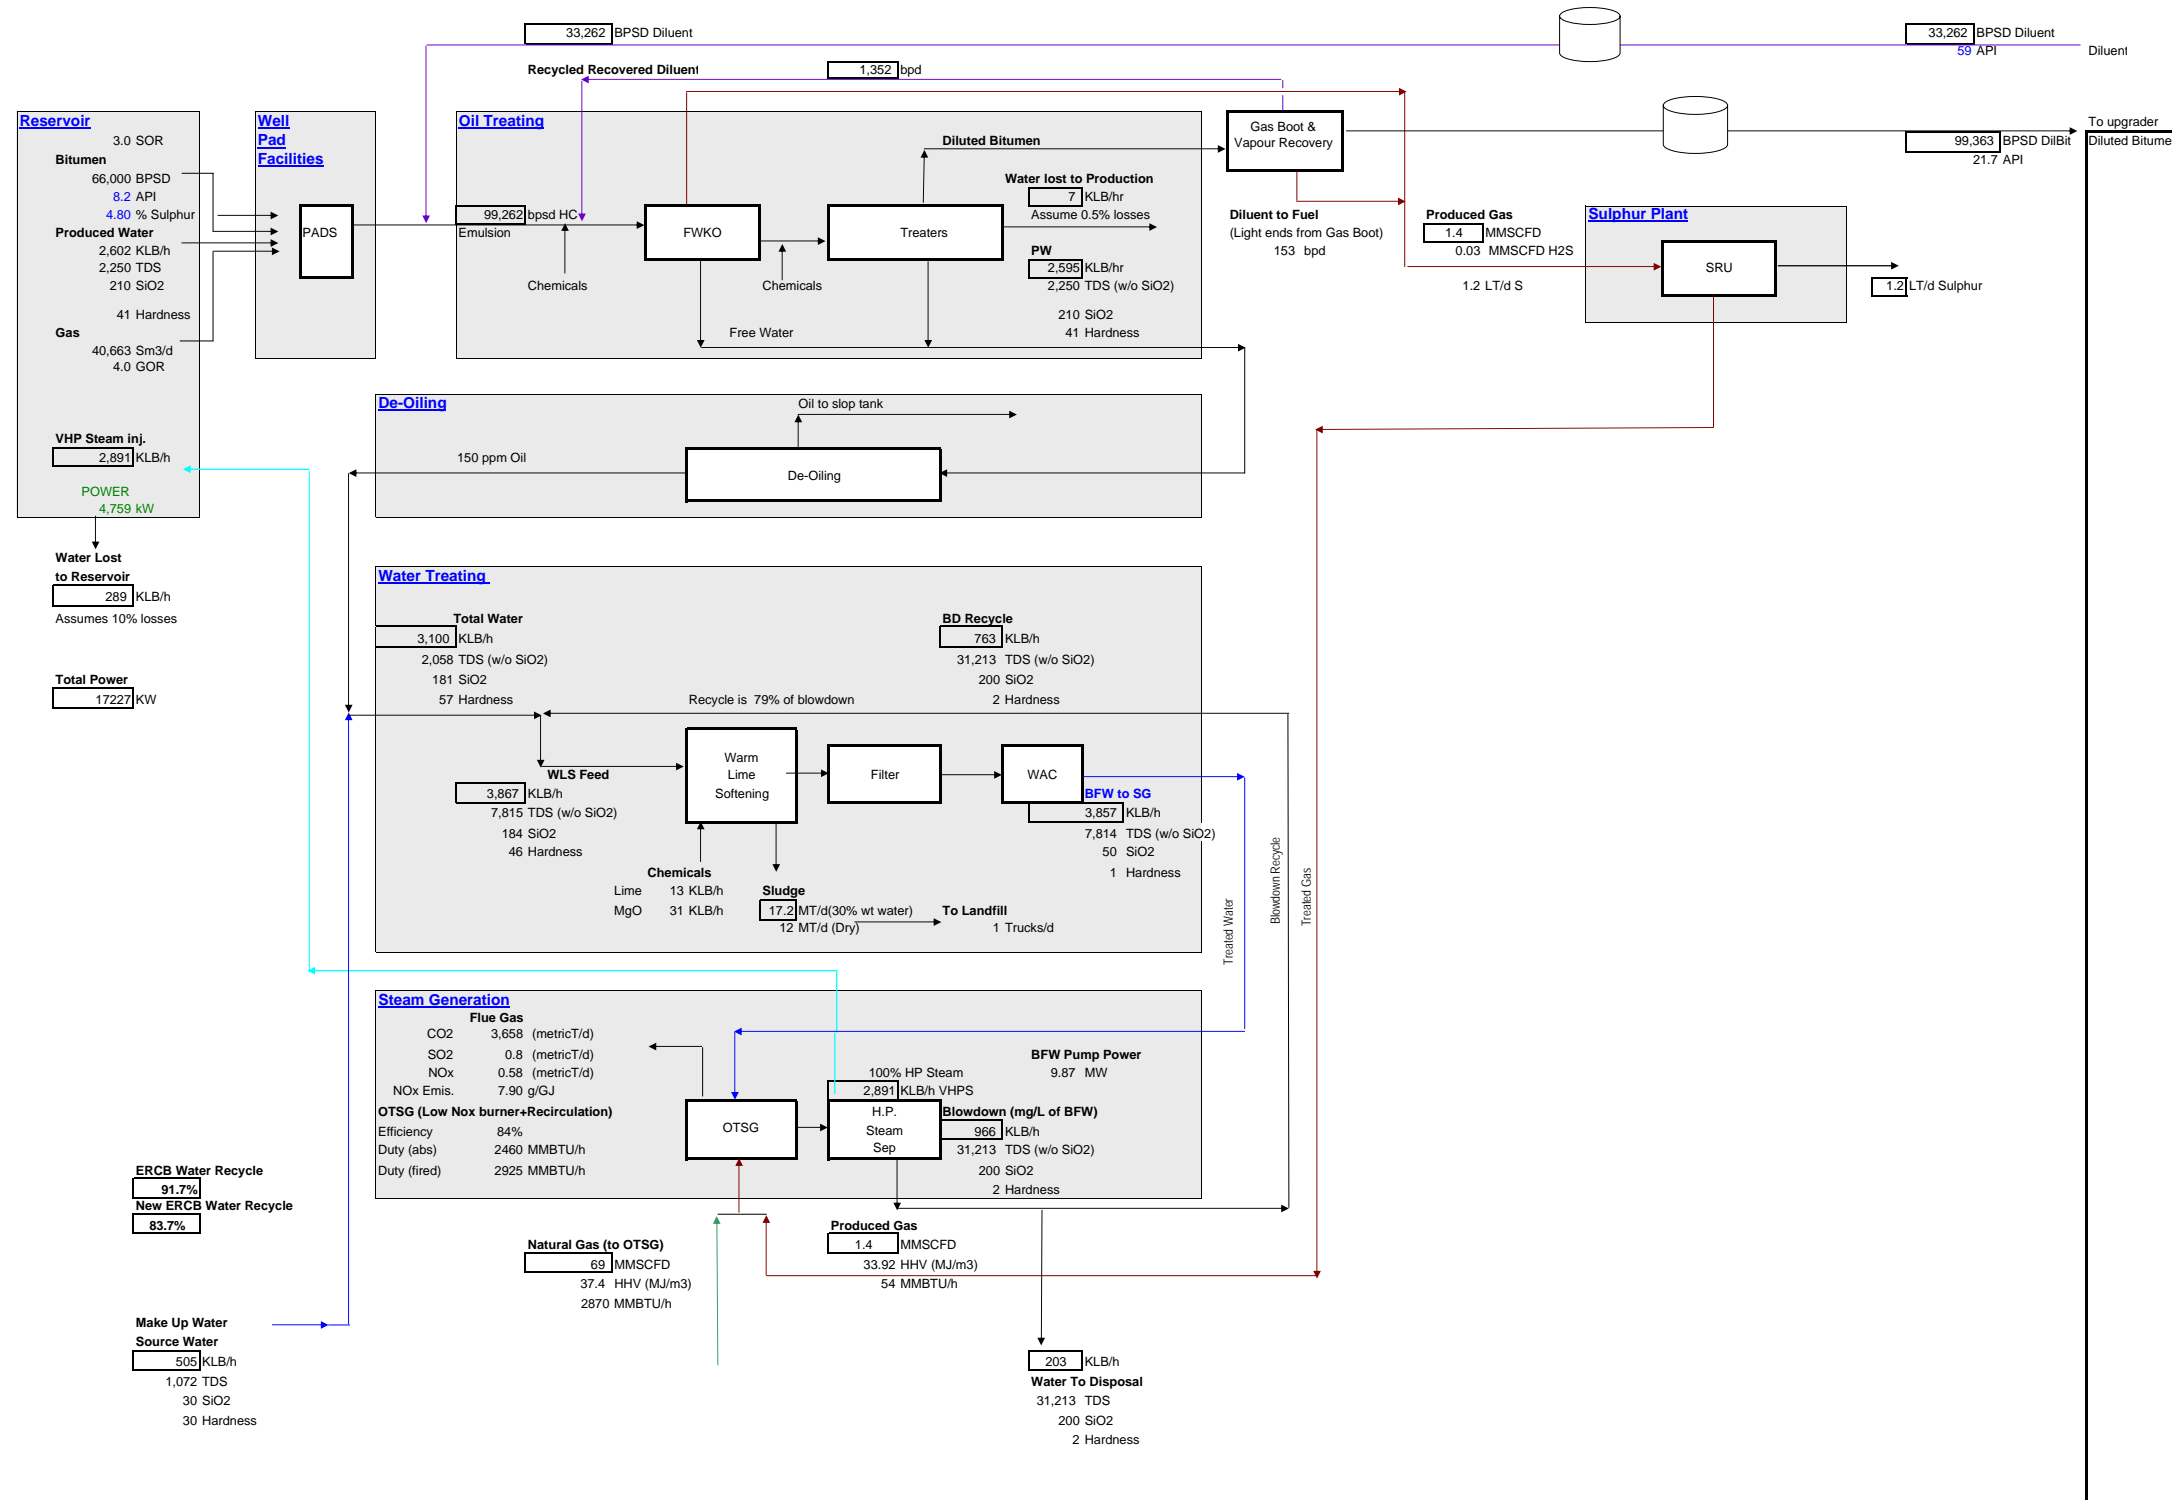 33,262 BPSD Diluent
33,262 BPSD Diluent
59 API
Diluent
Recycled Recovered Diluent 1,352 bpd
Reservoir
3.0 SOR
Bitumen
66,000 BPSD
8.2 API
4.80 % Sulphur
Produced Water
2,602 KLB/h
2,250 TDS
210 SiO2
41 Hardness
Gas
40,663 Sm3/d
4.0 GOR
VHP Steam inj.
2,891 KLB/h
POWER
4,759 kW
Water Lost
to Reservoir
289 KLB/h
Assumes 10% losses
Total Power
17227 KW
Well
Pad
Facilities
PADS
Oil Treating
99,262 bpsd HC
Emulsion
Chemicals
FWKO
Chemicals
Free Water
Diluted Bitumen
Treaters
Water lost to Production
7 KLB/hr
Assume 0.5% losses
PW
2,595 KLB/hr
2,250 TDS (w/o SiO2)
210 SiO2
41 Hardness
Gas Boot &
Vapour Recovery
Diluent to Fuel
(Light ends from Gas Boot)
153 bpd
Produced Gas
1.4 MMSCFD
0.03 MMSCFD H2S
1.2 LT/d S
Sulphur Plant
SRU
1.2 LT/d Sulphur
To upgrader
99,363 BPSD DilBit
Diluted Bitume
21.7 API
De-Oiling
Oil to slop tank
150 ppm Oil
De-Oiling
Water Treating
Total Water
3,100 KLB/h
2,058 TDS (w/o SiO2)
181 SiO2
57 Hardness
BD Recycle
763 KLB/h
31,213 TDS (w/o SiO2)
200 SiO2
2 Hardness
Recycle is 79% of blowdown
WLS Feed
3,867 KLB/h
7,815 TDS (w/o SiO2)
184 SiO2
46 Hardness
Warm
Lime
Softening
Filter
WAC
BFW to SG
3,857 KLB/h
7,814 TDS (w/o SiO2)
50 SiO2
1 Hardness
Chemicals
Lime 13 KLB/h
MgO 31 KLB/h
Sludge
17.2 MT/d(30% wt water)
12 MT/d (Dry)
To Landfill
1 Trucks/d
Treated Water
Blowdown Recycle
Treated Gas
Steam Generation
Flue Gas
CO2 3,658 (metricT/d)
SO2 0.8 (metricT/d)
NOx 0.58 (metricT/d)
NOx Emis. 7.90 g/GJ
OTSG (Low Nox burner+Recirculation)
Efficiency 84%
Duty (abs) 2460 MMBTU/h
Duty (fired) 2925 MMBTU/h
OTSG
100% HP Steam
2,891 KLB/h VHPS
H.P.
Steam
Sep
BFW Pump Power
9.87 MW
Blowdown (mg/L of BFW)
966 KLB/h
31,213 TDS (w/o SiO2)
200 SiO2
2 Hardness
ERCB Water Recycle
91.7%
New ERCB Water Recycle
83.7%
Natural Gas (to OTSG)
69 MMSCFD
37.4 HHV (MJ/m3)
2870 MMBTU/h
Produced Gas
1.4 MMSCFD
33.92 HHV (MJ/m3)
54 MMBTU/h
Make Up Water
Source Water
505 KLB/h
1,072 TDS
30 SiO2
30 Hardness
203 KLB/h
Water To Disposal
31,213 TDS
200 SiO2
2 Hardness